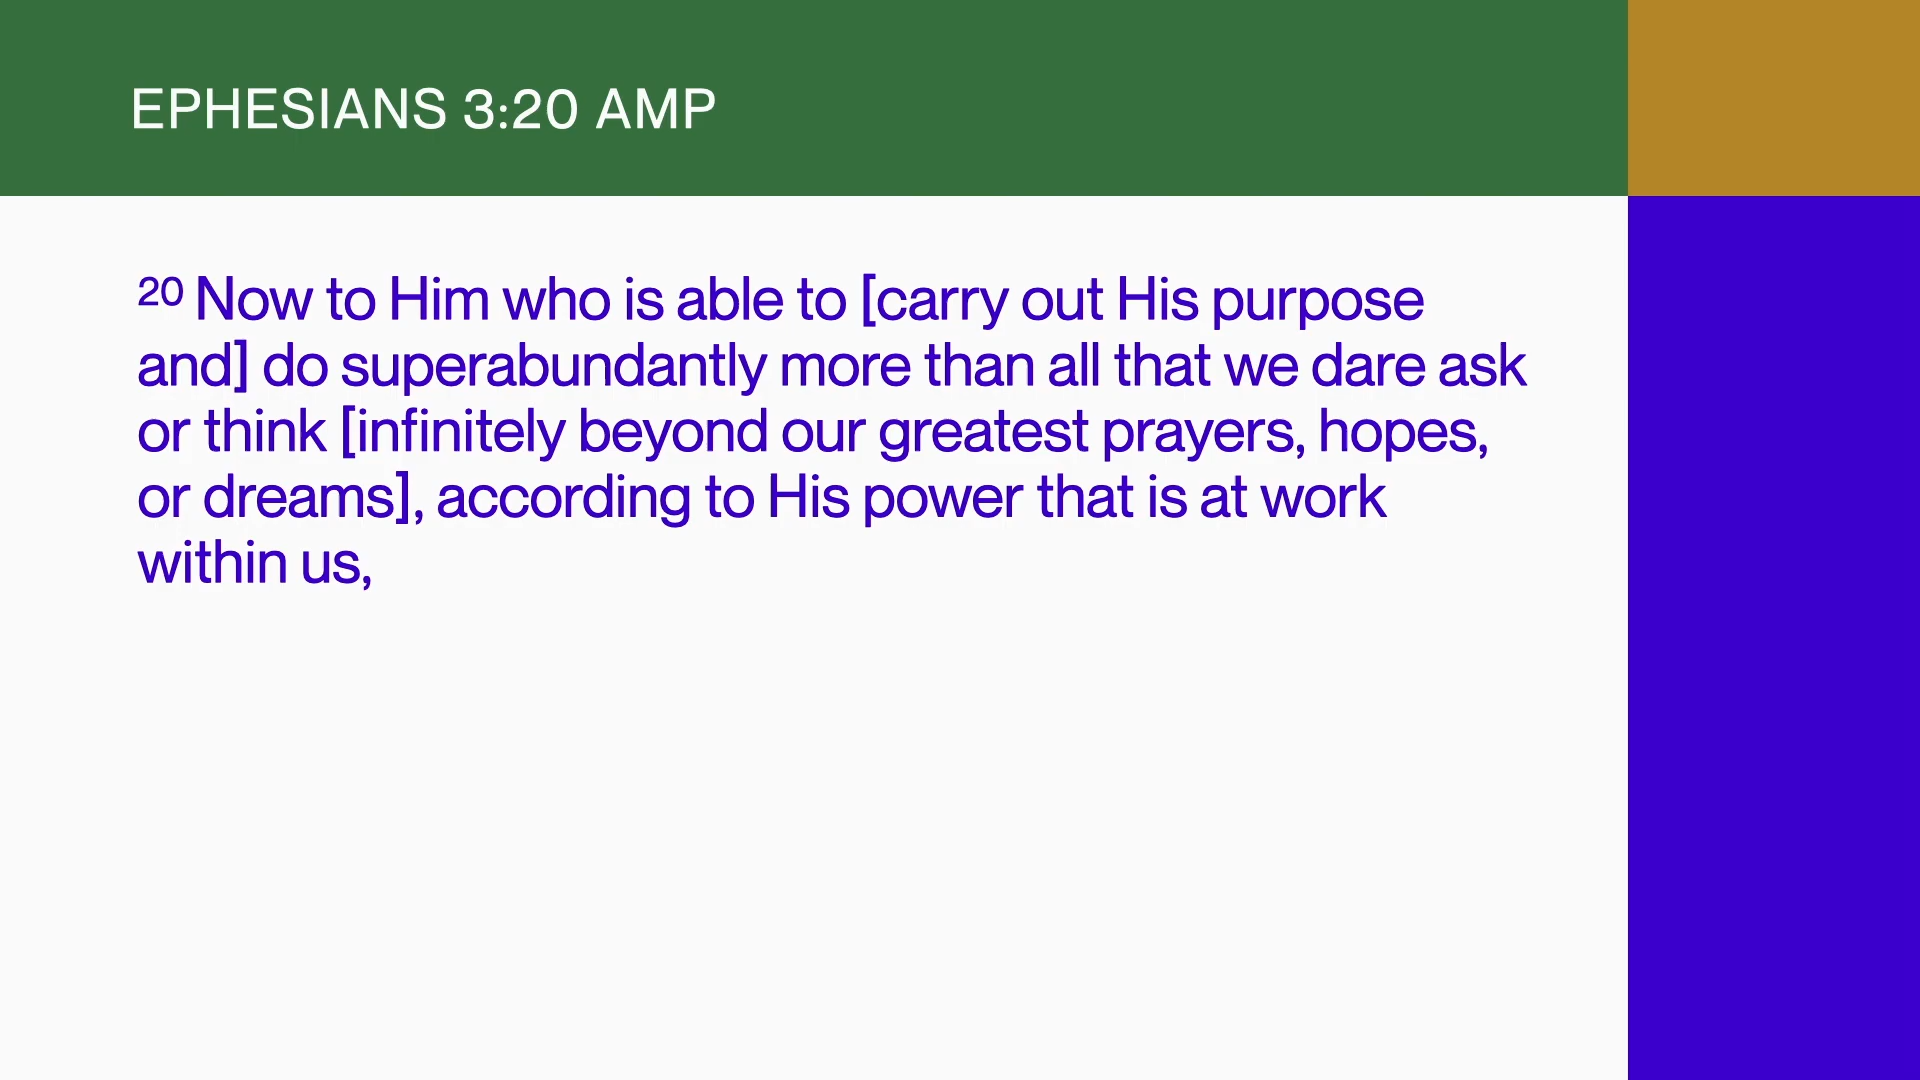 EPHESIANS 3:20 AMP
20 Now to Him who is able to [carry out His purpose
and] do superabundantly more than all that we dare ask
or think [infinitely beyond our greatest prayers, hopes,
or dreams], according to His power that is at work
within us,